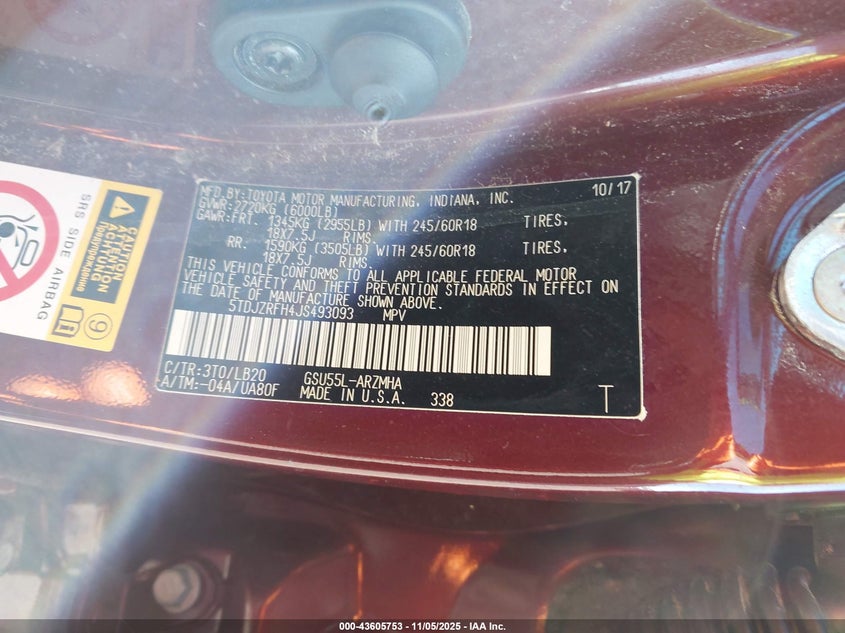 MFD.BY:TOYOTA MOTOR MANUFACTURING, INDIANA, INC. 10/17
GVWR:2720KG (6000LB)
GAWR:FRT. 1345KG (2955LB) WITH 245/60R18 TIRES,
18X7.5J RIMS.
RR. 1590KG (3505LB) WITH 245/60R18 TIRES,
18X7.5J RIMS.
THIS VEHICLE CONFORMS TO ALL APPLICABLE FEDERAL MOTOR
VEHICLE SAFETY AND THEFT PREVENTION STANDARDS IN EFFECT ON
THE DATE OF MANUFACTURE SHOWN ABOVE.
5TDJZRFH4JS493093 MPV
C/TR:3T0/LB20 GSU55L-ARZMHA
A/TM:-04A/UA80F MADE IN U.S.A. 338 T
SRS SIDE AIRBAG
CAUTION
ATTENTION
ACHTUNG
Предупреждение
9
000-43605753 - 11/05/2025 - IAA Inc.